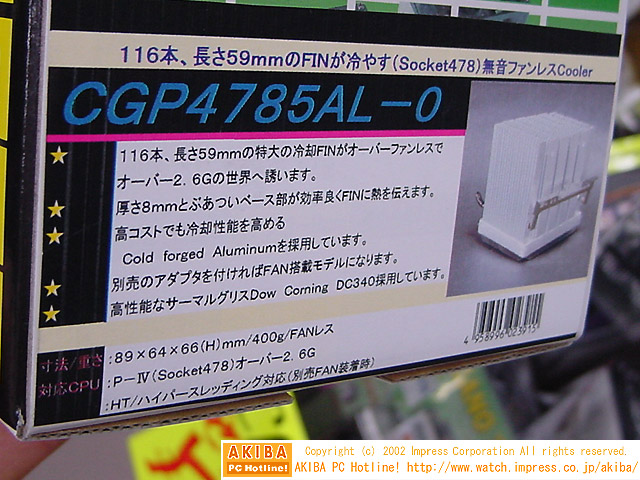 116本、長さ59mmのFINが冷やす(Socket478)無音ファンレスCooler
CGP4785AL-0
116本、長さ59mmの特大の冷却FINがオーバーファンレスで
オーバー2.6Gの世界へ誘います。
厚さ8mmとぶあついベース部が効率良くFINに熱を伝えます。
高コストでも冷却性能を高める
Cold forged Aluminumを採用しています。
別売のアダプタを付ければFAN搭載モデルになります。
高性能なサーマルグリスDow Corning DC340採用しています。
寸法/重さ:89×64×66(H)mm/400g/FANレス
対応CPU:P-Ⅳ(Socket478)オーバー2.6G
:HT/ハイパースレッディング対応(別売FAN装着時)
4 958996 023915
AKIBA
PC Hotline!
Copyright (c) 2002 Impress Corporation All rights reserved.
AKIBA PC Hotline! http://www.watch.impress.co.jp/akiba/